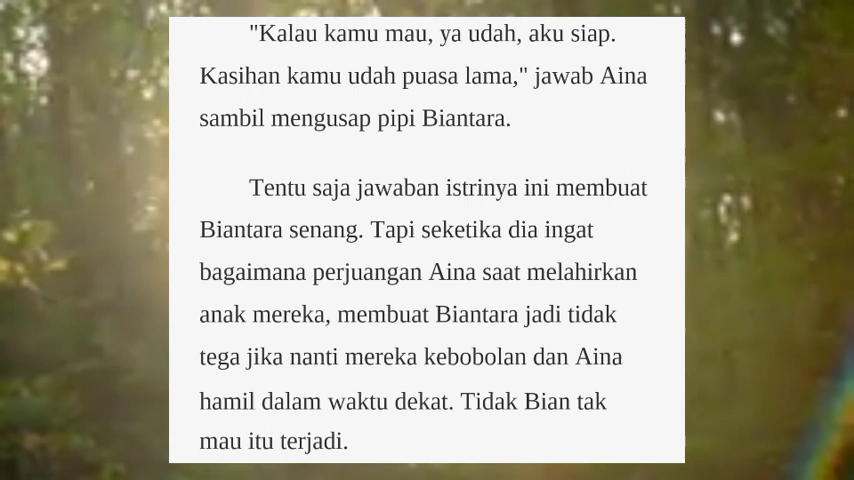 "Kalau kamu mau, ya udah, aku siap.
Kasihan kamu udah puasa lama," jawab Aina
sambil mengusap pipi Biantara.
Tentu saja jawaban istrinya ini membuat
Biantara senang. Tapi seketika dia ingat
bagaimana perjuangan Aina saat melahirkan
anak mereka, membuat Biantara jadi tidak
tega jika nanti mereka kebobolan dan Aina
hamil dalam waktu dekat. Tidak Bian tak
mau itu terjadi.